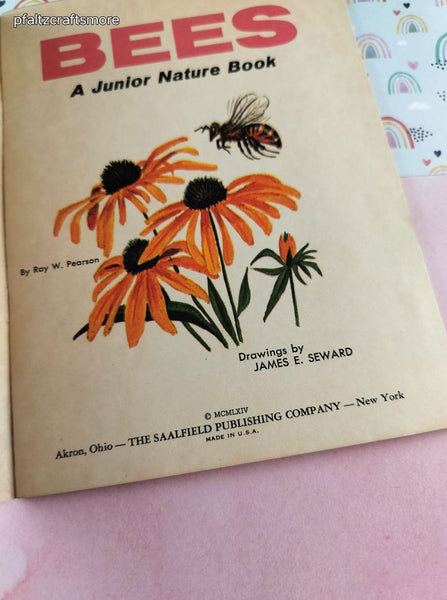 pfaltzcraftsmore
BEES
A Junior Nature Book
By Ray W. Pearson
Drawings by
JAMES E. SEWARD
© MCMLXIV
Akron, Ohio — THE SAALFIELD PUBLISHING COMPANY — New York
MADE IN U.S.A.